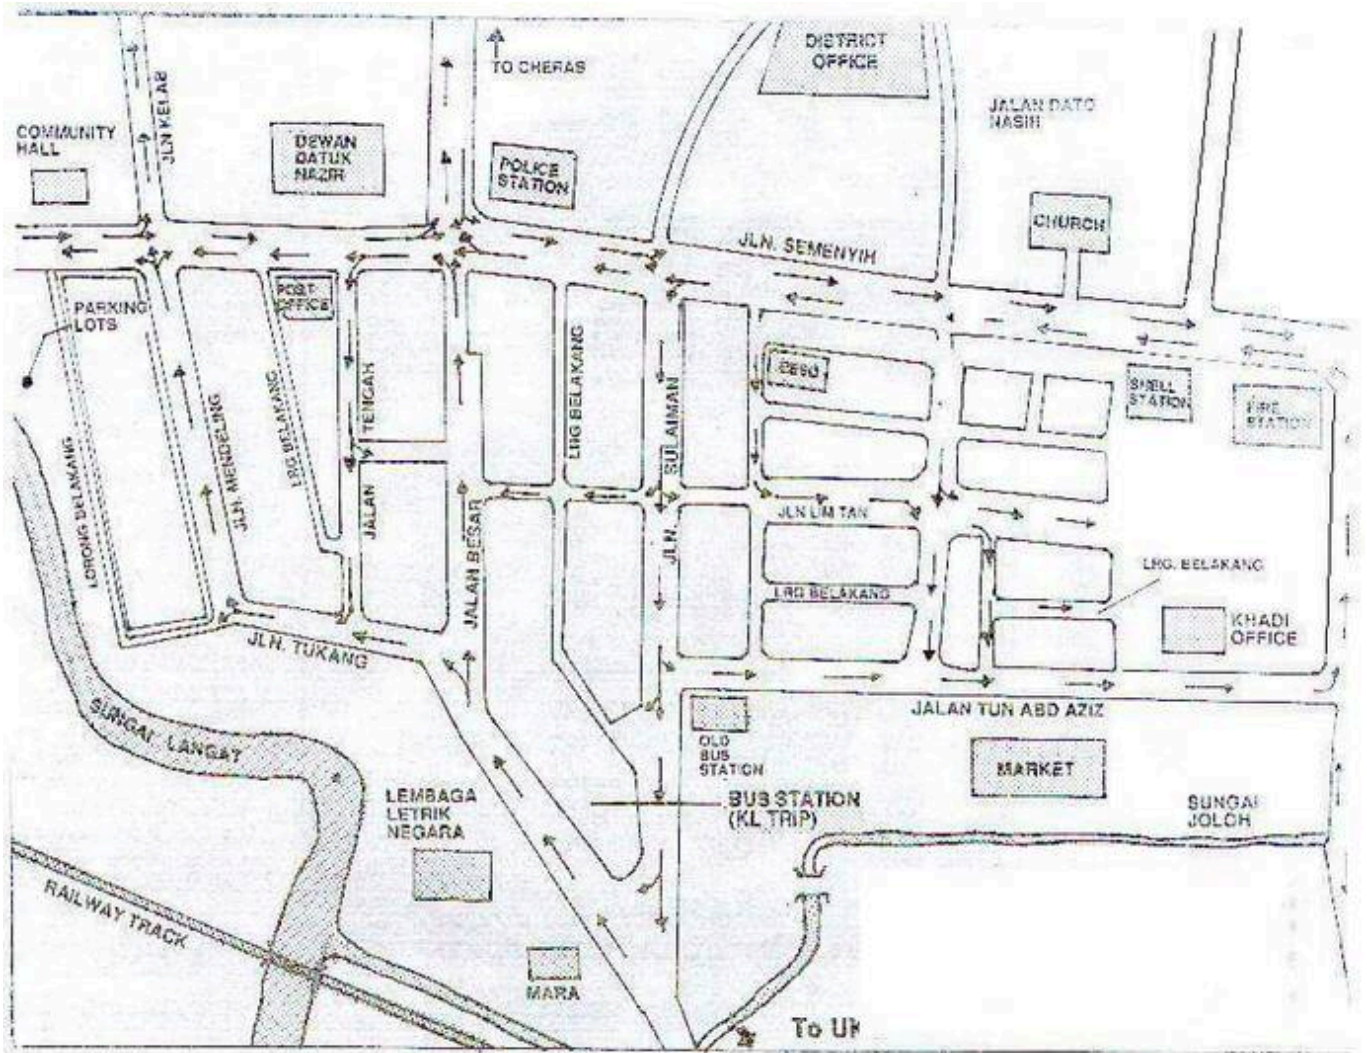 DISTRICT
OFFICE
TO CHERAS
JLN KELAB
COMMUNITY
HALL
DEWAN
DATUK
NAZIR
POLICE
STATION
JALAN DATO
NASIR
CHURCH
JLN. SEMENYIH
POST
OFFICE
PARKING
LOTS
ESSO
SHELL
STATION
FIRE
STATION
LORONG BELAKANG
JLN. MENDELING
LRG BELAKANG
JALAN
TENGAH
JALAN BESAR
LRG BELAKANG
JLN.
SULAIMAN
JLN LIM TAN
LRG BELAKANG
LRG. BELAKANG
KHADI
OFFICE
JLN. TUKANG
JALAN TUN ABD AZIZ
OLD
BUS
STATION
MARKET
SUNGAI LANGAT
LEMBAGA
LETRIK
NEGARA
BUS STATION
(KL TRIP)
SUNGAI
JOLOH
RAILWAY TRACK
MARA
To UK